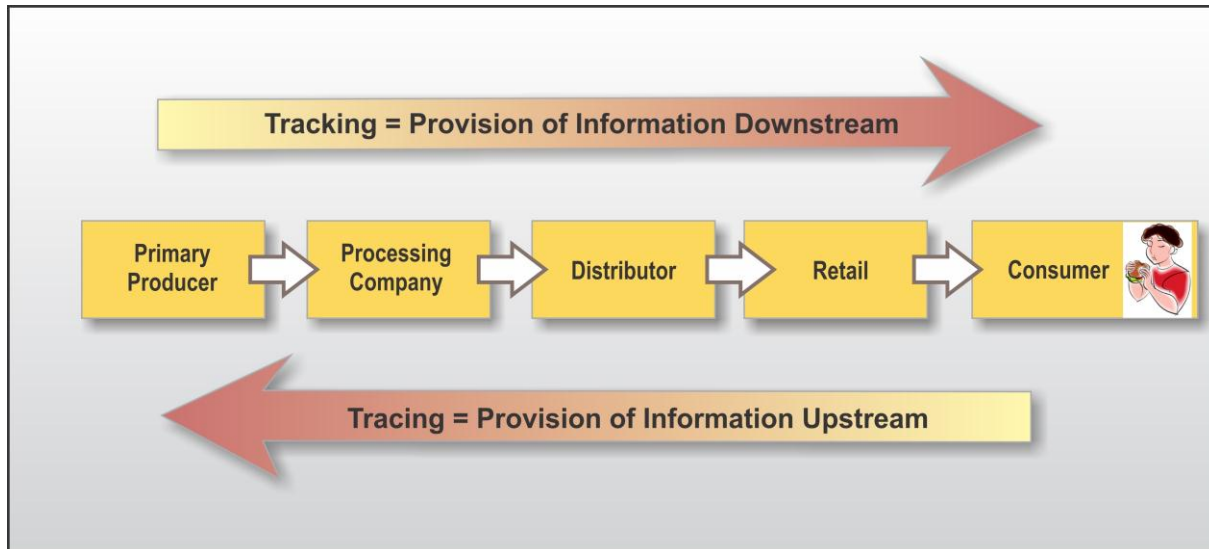 Tracking = Provision of Information Downstream
Primary
Producer
Processing
Company
Distributor
Retail
Consumer
Tracing = Provision of Information Upstream